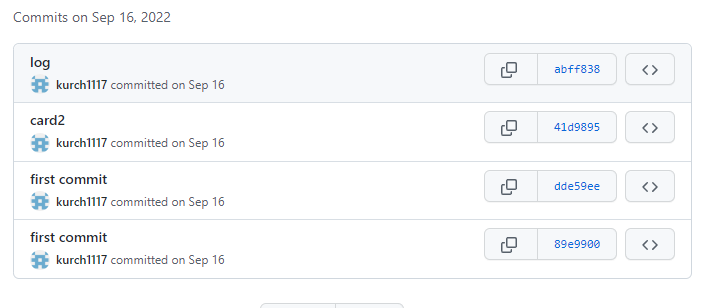 Commits on Sep 16, 2022
log
abff838
kurch1117 committed on Sep 16
card2
41d9895
kurch1117 committed on Sep 16
first commit
dde59ee
kurch1117 committed on Sep 16
first commit
89e9900
kurch1117 committed on Sep 16